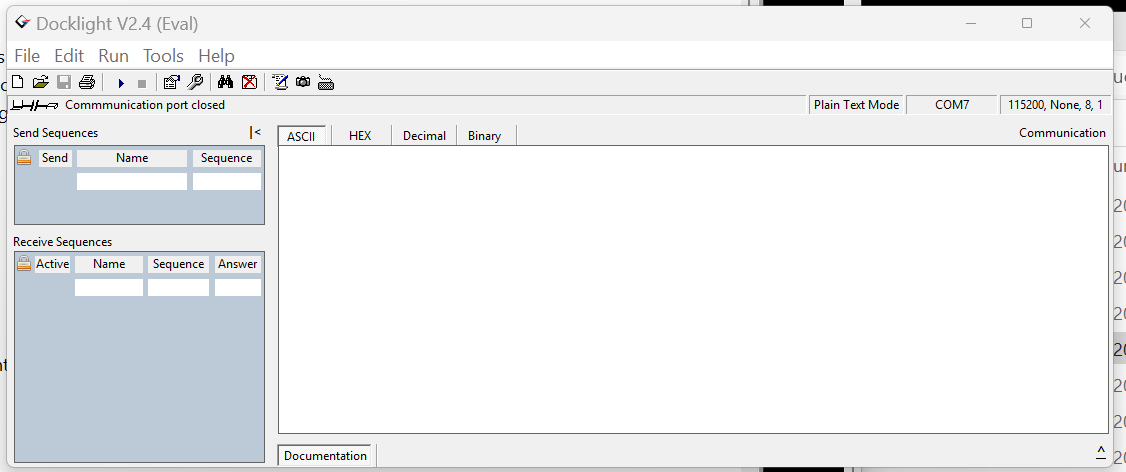 Docklight V2.4 (Eval)
File Edit Run Tools Help
Commmunication port closed
Plain Text Mode
COM7
115200, None, 8, 1
Send Sequences
|<
ASCII
HEX
Decimal
Binary
Communication
Send
Name
Sequence
Receive Sequences
Active
Name
Sequence
Answer
Documentation